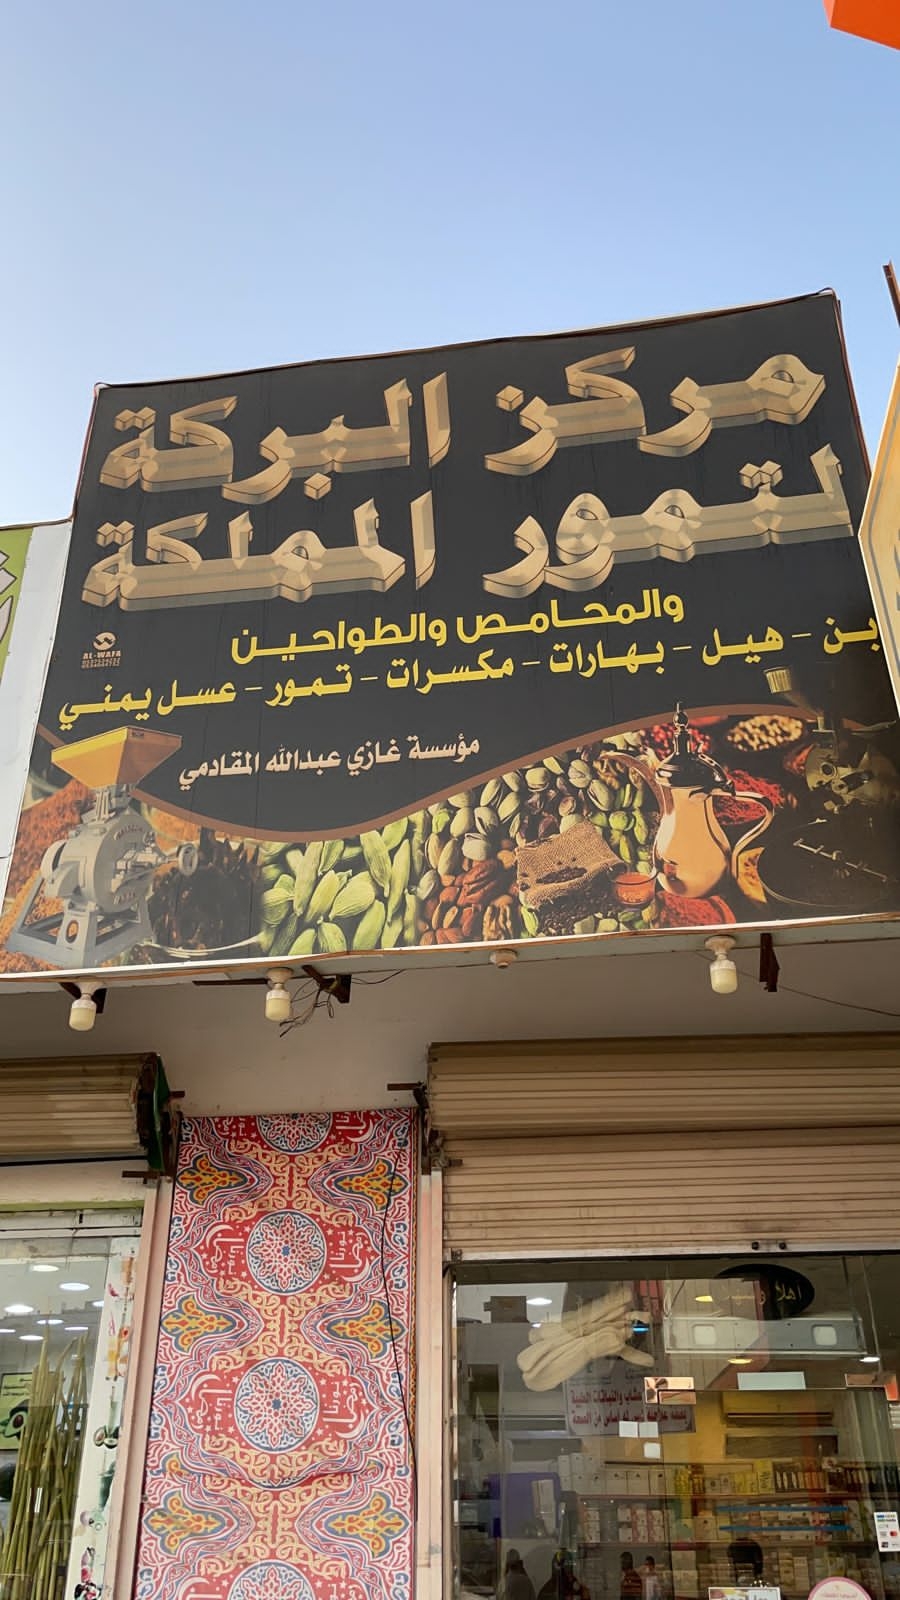 مركز البركة
لتمور المملكة
والمحامص والطواحين
بن - هيل - بهارات - مكسرات - تمور - عسل يمني
مؤسسة غازي عبدالله المقادمي
AL-WAFA
اهلا